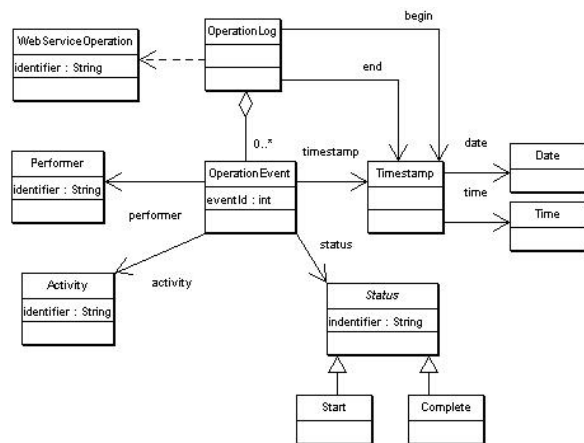 begin
OperationLog
WebServiceOperation
identifier : String
end
0..*
timestamp
date
Performer
identifier : String
OperationEvent
eventId : int
Timestamp
Date
time
Time
performer
status
activity
Activity
identifier : String
Status
indentifier : String
Start
Complete